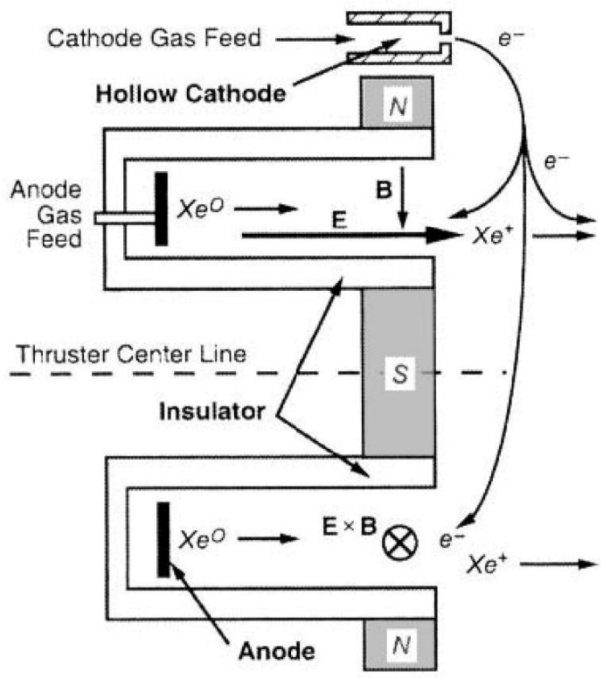 Cathode Gas Feed
e⁻
Hollow Cathode
N
e⁻
Anode
Gas
Feed
Xe⁰
B
E
Xe⁺
Thruster Center Line
S
Insulator
Xe⁰
E × B
e⁻
Xe⁺
Anode
N